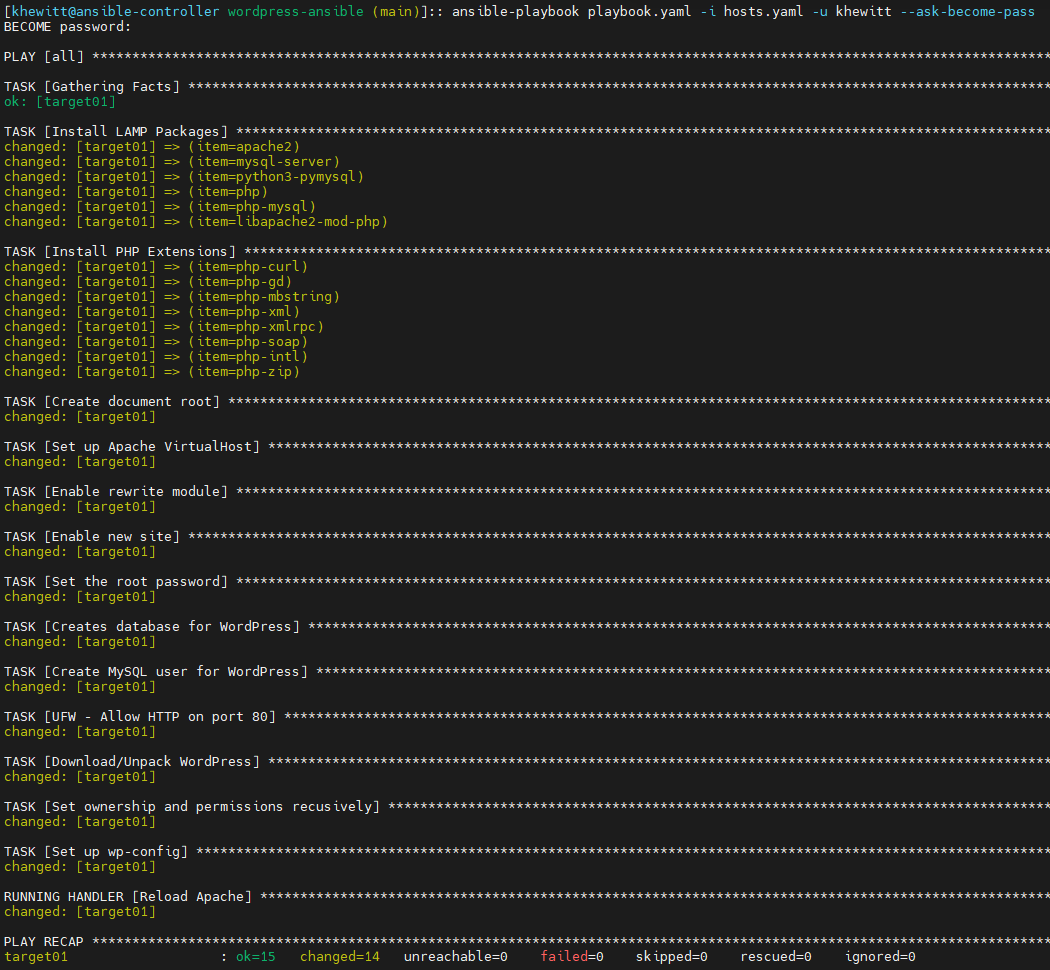 [khewitt@ansible-controller wordpress-ansible (main)]:: ansible-playbook playbook.yaml -i hosts.yaml -u khewitt --ask-become-pass
BECOME password:
PLAY [all] ************************************************************************************************************************
TASK [Gathering Facts] ************************************************************************************************************
ok: [target01]
TASK [Install LAMP Packages] ******************************************************************************************************
changed: [target01] => (item=apache2)
changed: [target01] => (item=mysql-server)
changed: [target01] => (item=python3-pymysql)
changed: [target01] => (item=php)
changed: [target01] => (item=php-mysql)
changed: [target01] => (item=libapache2-mod-php)
TASK [Install PHP Extensions] *****************************************************************************************************
changed: [target01] => (item=php-curl)
changed: [target01] => (item=php-gd)
changed: [target01] => (item=php-mbstring)
changed: [target01] => (item=php-xml)
changed: [target01] => (item=php-xmlrpc)
changed: [target01] => (item=php-soap)
changed: [target01] => (item=php-intl)
changed: [target01] => (item=php-zip)
TASK [Create document root] *******************************************************************************************************
changed: [target01]
TASK [Set up Apache VirtualHost] **************************************************************************************************
changed: [target01]
TASK [Enable rewrite module] ******************************************************************************************************
changed: [target01]
TASK [Enable new site] ************************************************************************************************************
changed: [target01]
TASK [Set the root password] ******************************************************************************************************
changed: [target01]
TASK [Creates database for WordPress] *********************************************************************************************
changed: [target01]
TASK [Create MySQL user for WordPress] ********************************************************************************************
changed: [target01]
TASK [UFW - Allow HTTP on port 80] ************************************************************************************************
changed: [target01]
TASK [Download/Unpack WordPress] **************************************************************************************************
changed: [target01]
TASK [Set ownership and permissions recusively] ***********************************************************************************
changed: [target01]
TASK [Set up wp-config] ***********************************************************************************************************
changed: [target01]
RUNNING HANDLER [Reload Apache] ***************************************************************************************************
changed: [target01]
PLAY RECAP ************************************************************************************************************************
target01 : ok=15 changed=14 unreachable=0 failed=0 skipped=0 rescued=0 ignored=0